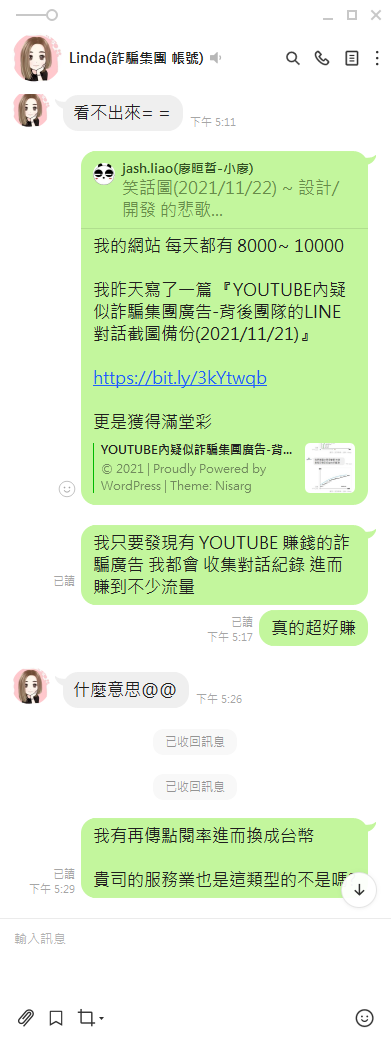 Linda(詐騙集團 帳號)
看不出來= =
下午 5:11
jash.liao(廖晅晢-小廖)
笑話圖(2021/11/22) ~ 設計/
開發 的悲歌...
我的網站 每天都有 8000~ 10000
我昨天寫了一篇 『YOUTUBE內疑
似詐騙集團廣告-背後團隊的LINE
對話截圖備份(2021/11/21)』
https://bit.ly/3kYtwqb
更是獲得滿堂彩
YOUTUBE內疑似詐騙集團廣告-背...
© 2021 | Proudly Powered by
WordPress | Theme: Nisarg
我只要發現有 YOUTUBE 賺錢的詐
騙廣告 我都會 收集對話紀錄 進而
賺到不少流量
已讀
已讀
下午 5:17
真的超好賺
什麼意思@@
下午 5:26
已收回訊息
已收回訊息
我有再傳點閱率進而換成台幣
貴司的服務業也是這類型的不是嗎
已讀
下午 5:29
輸入訊息